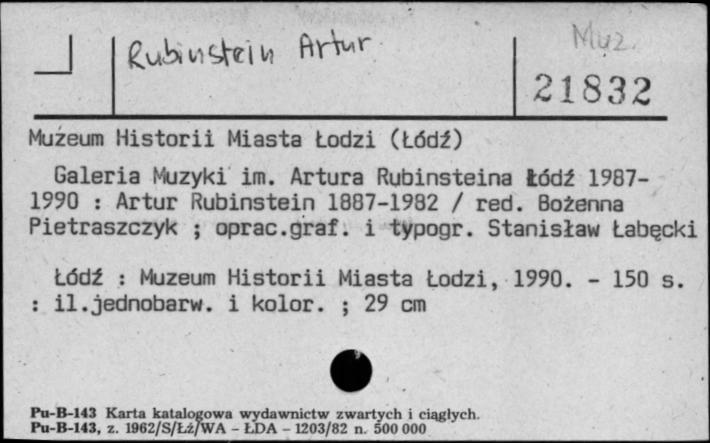 Rubinstein Artur
Muz.
21832
Muzeum Historii Miasta Łodzi (Łódź)
Galeria Muzyki im. Artura Rubinsteina Łódź 1987-
1990 : Artur Rubinstein 1887-1982 / red. Bożenna
Pietraszczyk ; oprac.graf. i typogr. Stanisław Łabęcki
Łódź : Muzeum Historii Miasta Łodzi, 1990. - 150 s.
: il.jednobarw. i kolor. ; 29 cm
Pu-B-143 Karta katalogowa wydawnictw zwartych i ciągłych.
Pu-B-143, z. 1962/S/Łź/WA - ŁDA - 1203/82 n. 500 000